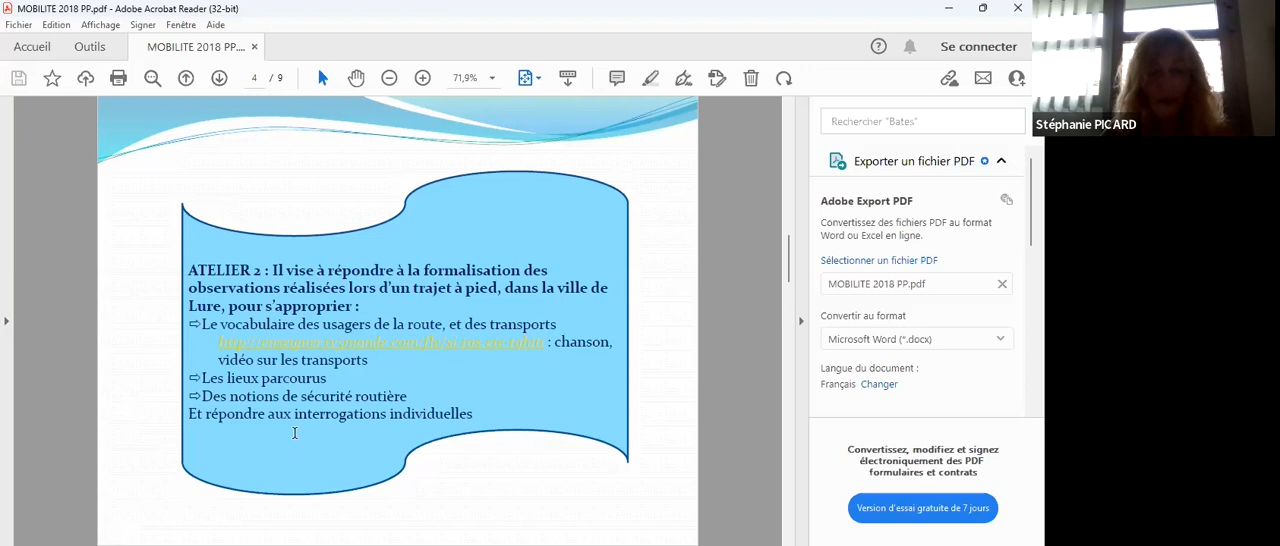 MOBILITE 2018 PP.pdf - Adobe Acrobat Reader (32-bit)
Fichier Edition Affichage Signer Fenêtre Aide
Accueil Outils MOBILITE 2018 PP.... × Se connecter
4 / 9 71,9%
Stéphanie PICARD
ATELIER 2 : Il vise à répondre à la formalisation des
observations réalisées lors d'un trajet à pied, dans la ville de
Lure, pour s'approprier :
⇨Le vocabulaire des usagers de la route, et des transports
: chanson,
vidéo sur les transports
⇨Les lieux parcourus
⇨Des notions de sécurité routière
Et répondre aux interrogations individuelles
Rechercher "Bates"
Exporter un fichier PDF
Adobe Export PDF
Convertissez des fichiers PDF au format
Word ou Excel en ligne.
Sélectionner un fichier PDF
MOBILITE 2018 PP.pdf
Convertir au format
Microsoft Word (*.docx)
Langue du document :
Français Changer
Convertissez, modifiez et signez
électroniquement des PDF
formulaires et contrats
Version d'essai gratuite de 7 jours